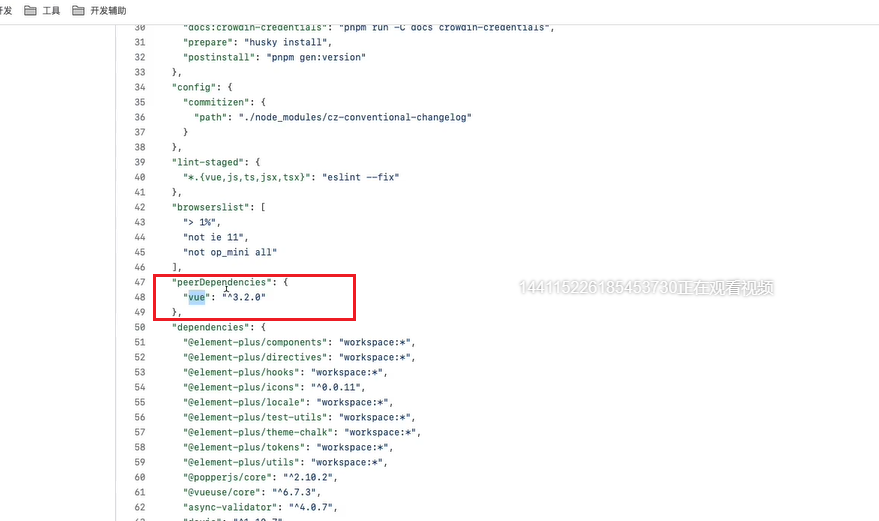 开发 工具 开发辅助
30 "docs:crowdin-credentials": "pnpm run -C docs crowdin-credentials",
31 "prepare": "husky install",
32 "postinstall": "pnpm gen:version"
33 },
34 "config": {
35 "commitizen": {
36 "path": "./node_modules/cz-conventional-changelog"
37 }
38 },
39 "lint-staged": {
40 "*.{vue,js,ts,jsx,tsx}": "eslint --fix"
41 },
42 "browserslist": [
43 "> 1%",
44 "not ie 11",
45 "not op_mini all"
46 ],
47 "peerDependencies": {
48 "vue": "^3.2.0"
49 },
50 "dependencies": {
51 "@element-plus/components": "workspace:*",
52 "@element-plus/directives": "workspace:*",
53 "@element-plus/hooks": "workspace:*",
54 "@element-plus/icons": "^0.0.11",
55 "@element-plus/locale": "workspace:*",
56 "@element-plus/test-utils": "workspace:*",
57 "@element-plus/theme-chalk": "workspace:*",
58 "@element-plus/tokens": "workspace:*",
59 "@element-plus/utils": "workspace:*",
60 "@popperjs/core": "^2.10.2",
61 "@vueuse/core": "^6.7.3",
62 "async-validator": "^4.0.7",
144115226185453730正在观看视频